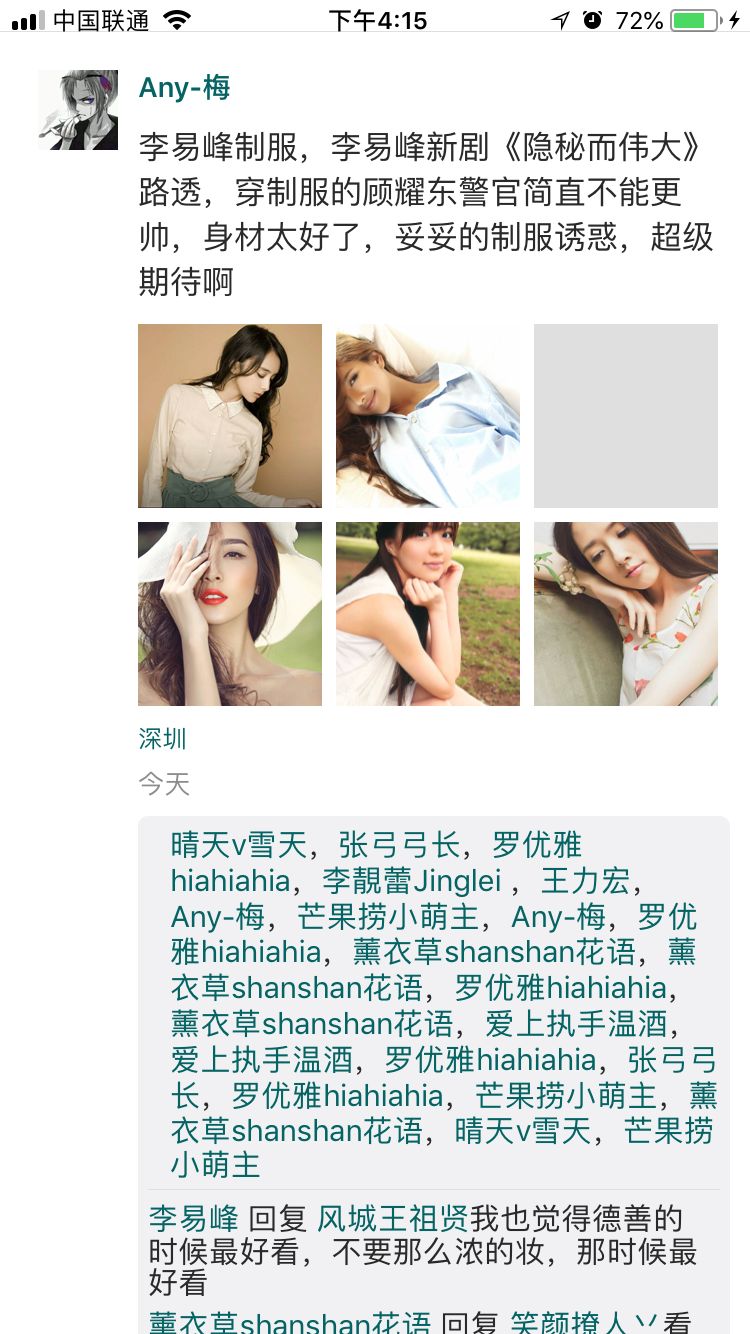 中国联通 下午4:15 72%
Any-梅
李易峰制服，李易峰新剧《隐秘而伟大》
路透，穿制服的顾耀东警官简直不能更
帅，身材太好了，妥妥的制服诱惑，超级
期待啊
深圳
今天
晴天v雪天，张弓弓长，罗优雅
hiahiahia，李靚蕾Jinglei ，王力宏，
Any-梅，芒果捞小萌主，Any-梅，罗优
雅hiahiahia，薰衣草shanshan花语，薰
衣草shanshan花语，罗优雅hiahiahia，
薰衣草shanshan花语，爱上执手温酒，
爱上执手温酒，罗优雅hiahiahia，张弓弓
长，罗优雅hiahiahia，芒果捞小萌主，薰
衣草shanshan花语，晴天v雪天，芒果捞
小萌主
李易峰 回复 风城王祖贤我也觉得德善的
时候最好看，不要那么浓的妆，那时候最
好看
薰衣草shanshan花语 回复 笑颜撩人丷看